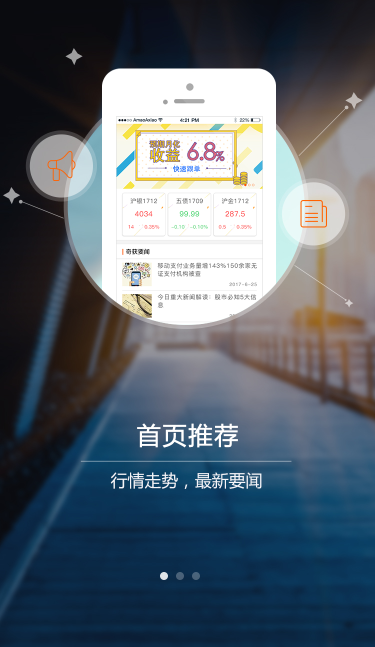 AmaoAxiao
4:21 PM
22%
收益 6.8%
快速跟单
沪银1712
五债1709
沪金1712
4034
99.99
287.5
14 0.35%
-0.10 -0.10%
0.5 0.35%
奇获要闻
移动支付业务量增143%150余家无
证支付机构被查
2017-6-25
今日重大新闻解读：股市必知5大信
息
首页推荐
行情走势，最新要闻